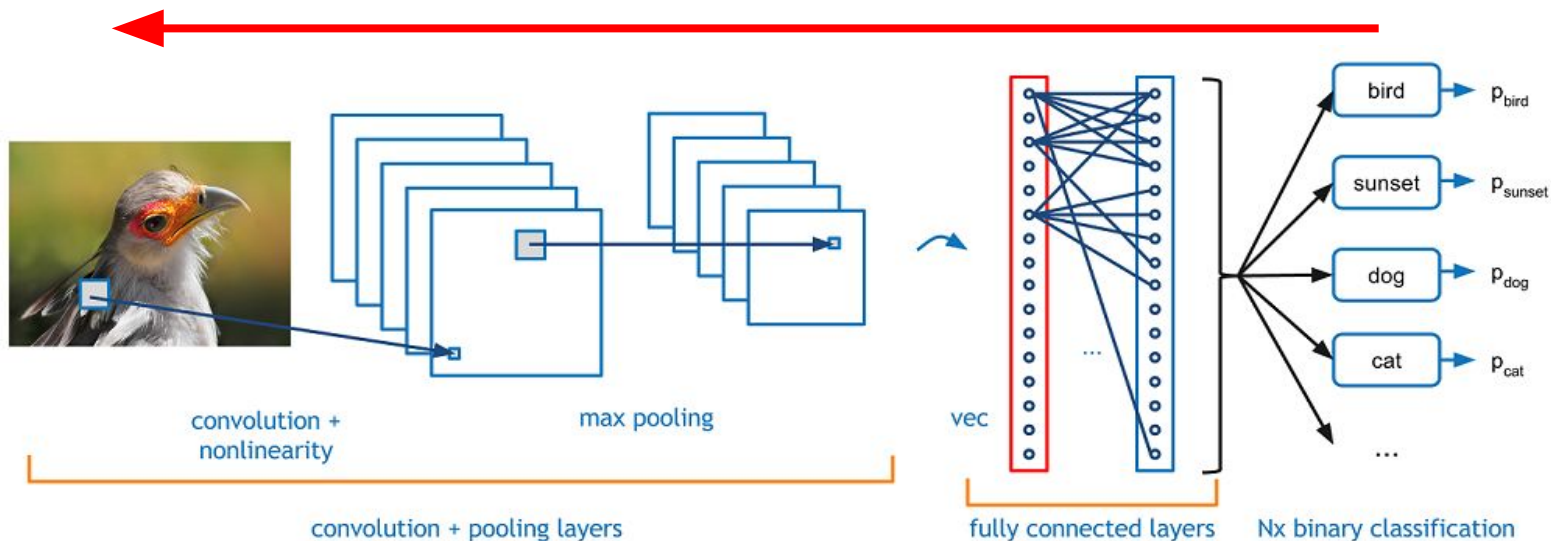 bird
p_bird
sunset
p_sunset
dog
p_dog
cat
p_cat
...
...
convolution +
nonlinearity
max pooling
vec
convolution + pooling layers
fully connected layers
Nx binary classification